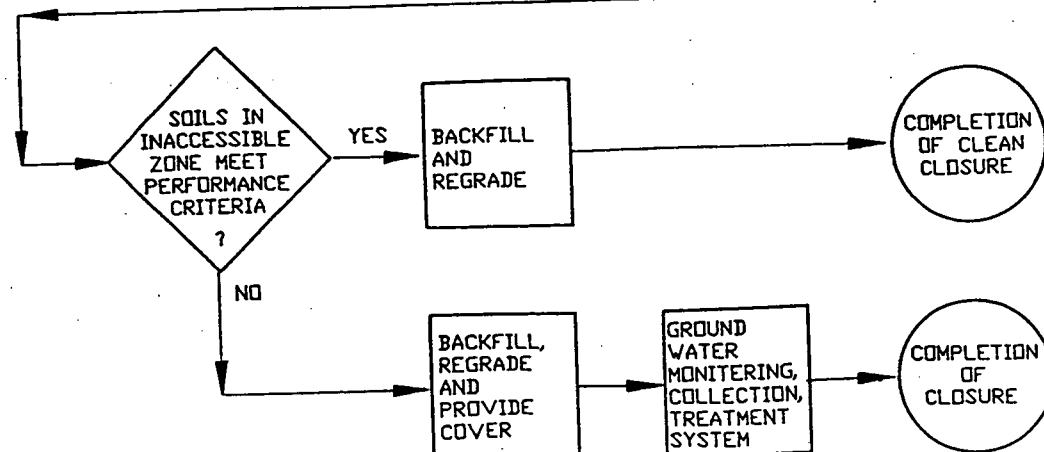 SOILS IN
INACCESSIBLE
ZONE MEET
PERFORMANCE
CRITERIA
?
YES
BACKFILL
AND
REGRADE
COMPLETION
OF CLEAN
CLOSURE
NO
BACKFILL,
REGRADE
AND
PROVIDE
COVER
GROUND
WATER
MONITERING,
COLLECTION,
TREATMENT
SYSTEM
COMPLETION
OF
CLOSURE